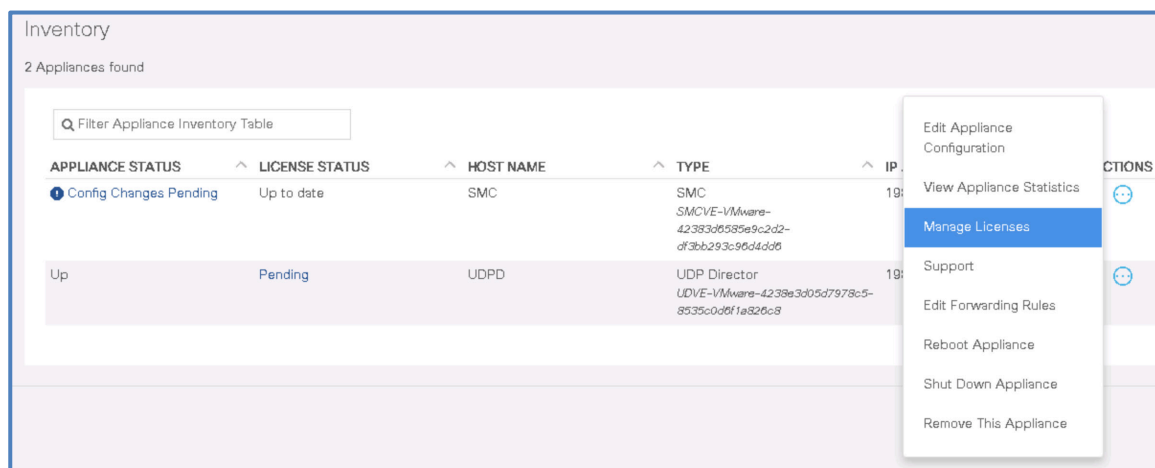 Inventory
2 Appliances found
Filter Appliance Inventory Table
APPLIANCE STATUS LICENSE STATUS HOST NAME TYPE IP CTIONS
Config Changes Pending Up to date SMC SMC 19
SMCVE-VMware-
42383d6585e9c2d2-
df3bb293c96d4dd6
Up Pending UDPD UDP Director 19
UDVE-VMware-4238e3d05d7978c5-
8535c0d6f1a826c8
Edit Appliance
Configuration
View Appliance Statistics
Manage Licenses
Support
Edit Forwarding Rules
Reboot Appliance
Shut Down Appliance
Remove This Appliance